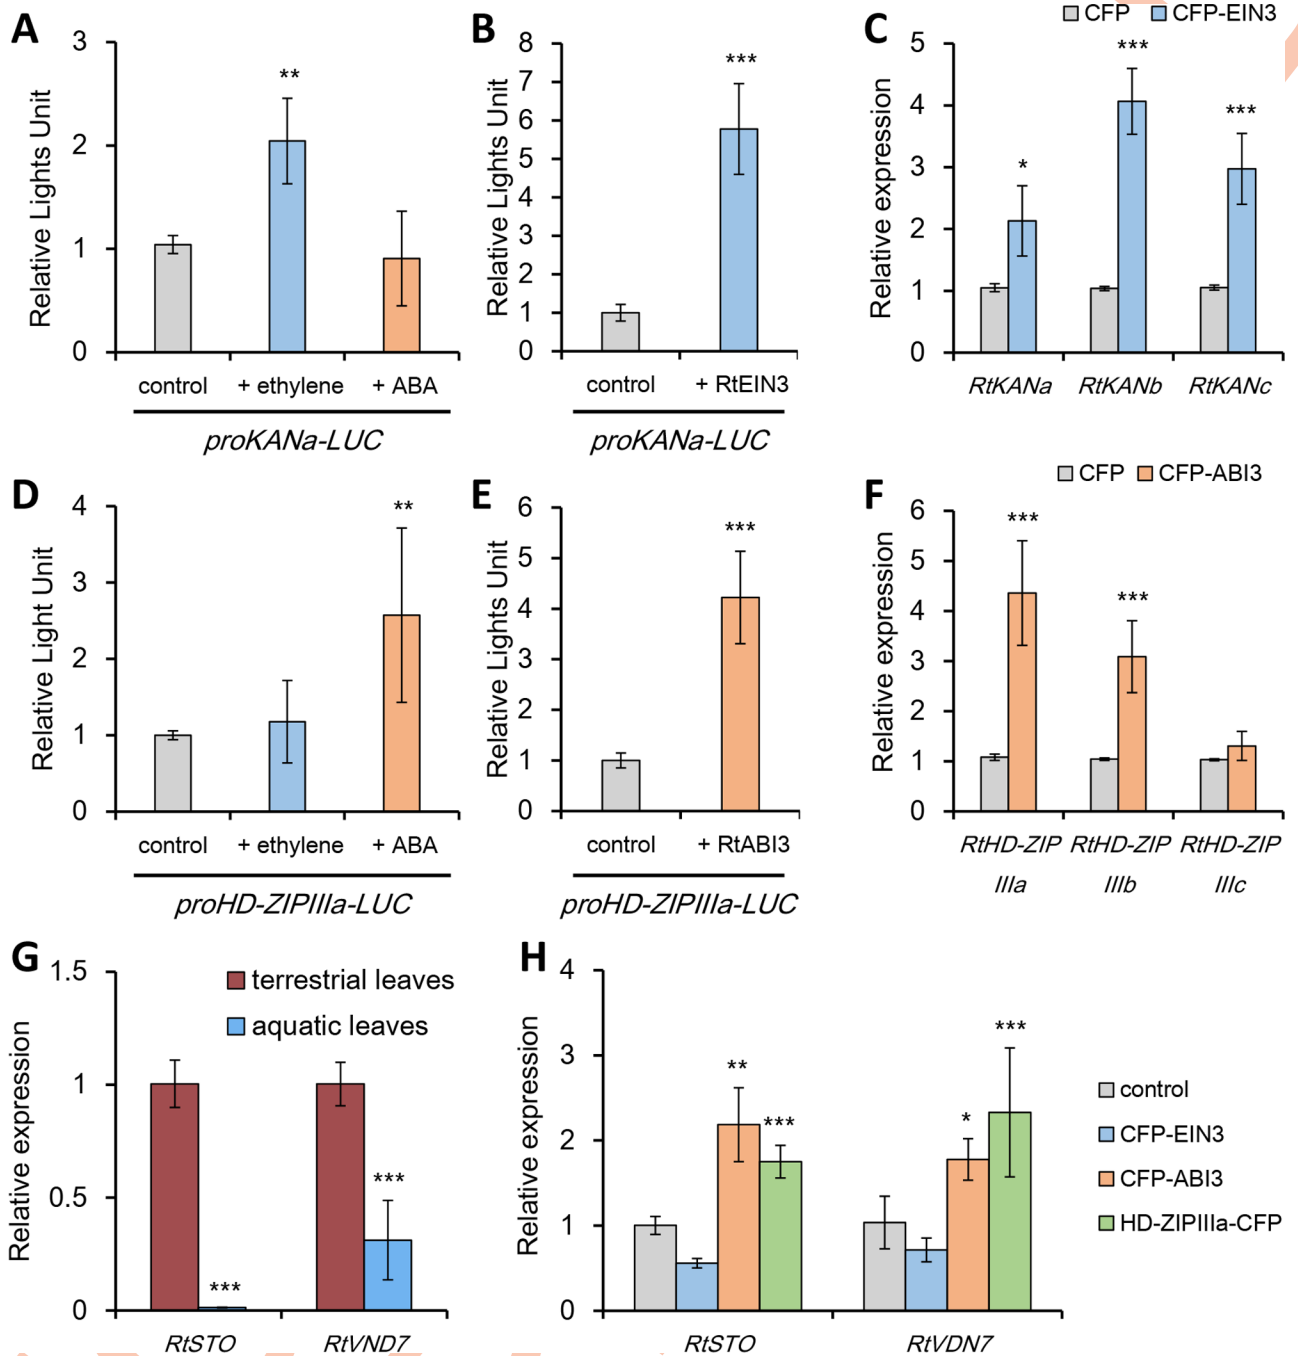 A
3
2
1
0
Relative Lights Unit
**
control
+ ethylene
+ ABA
proKANa-LUC
B
8
7
6
5
4
3
2
1
0
Relative Lights Unit
***
control
+ RtEIN3
proKANa-LUC
C
CFP
CFP-EIN3
5
4
3
2
1
0
Relative expression
*
***
***
RtKANa
RtKANb
RtKANc
D
4
3
2
1
0
Relative Light Unit
**
control
+ ethylene
+ ABA
proHD-ZIPIIIa-LUC
E
6
5
4
3
2
1
0
Relative Lights Unit
***
control
+ RtABI3
proHD-ZIPIIIa-LUC
F
CFP
CFP-ABI3
6
5
4
3
2
1
0
Relative expression
***
***
RtHD-ZIP
IIIa
RtHD-ZIP
IIIb
RtHD-ZIP
IIIc
G
terrestrial leaves
aquatic leaves
1.5
1
0.5
0
Relative expression
***
***
RtSTO
RtVND7
H
4
3
2
1
0
Relative expression
**
***
*
***
RtSTO
RtVDN7
control
CFP-EIN3
CFP-ABI3
HD-ZIPIIIa-CFP